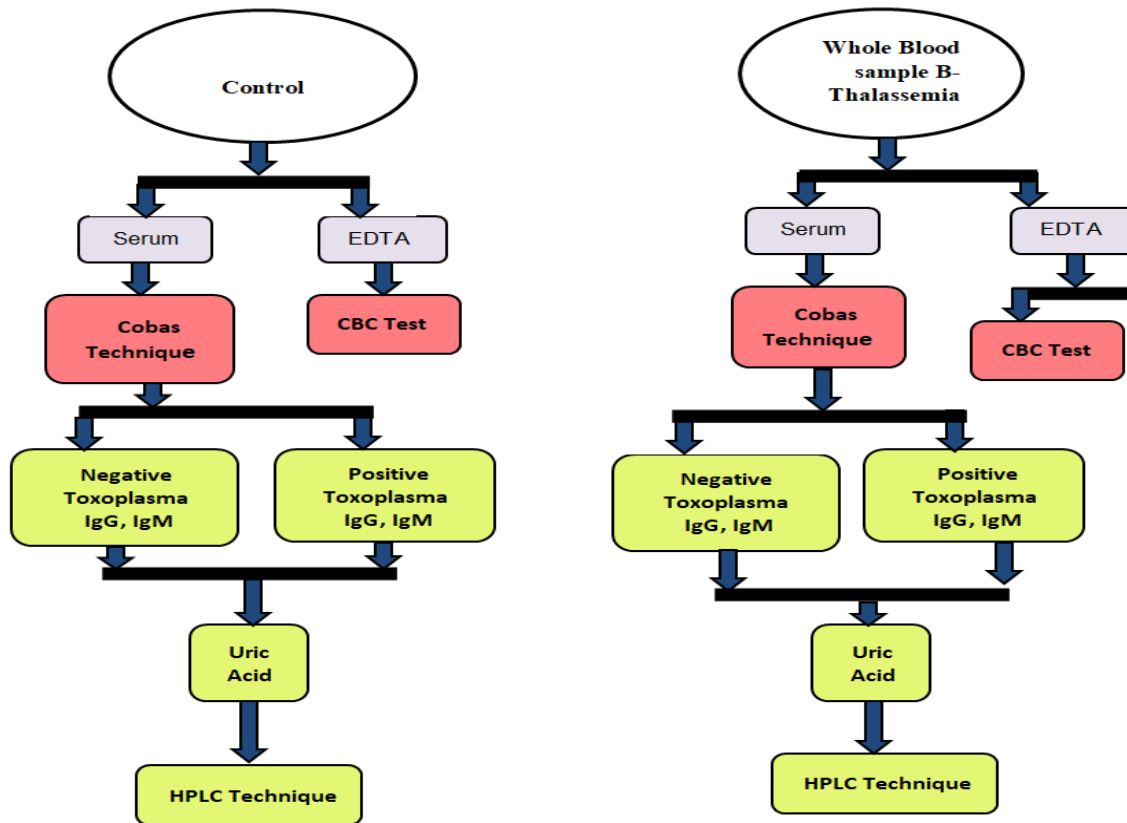 Control
Serum
EDTA
Cobas
Technique
CBC Test
Negative
Toxoplasma
IgG, IgM
Positive
Toxoplasma
IgG, IgM
Uric
Acid
HPLC Technique
Whole Blood
sample B-
Thalassemia
Serum
EDTA
Cobas
Technique
CBC Test
Negative
Toxoplasma
IgG, IgM
Positive
Toxoplasma
IgG, IgM
Uric
Acid
HPLC Technique